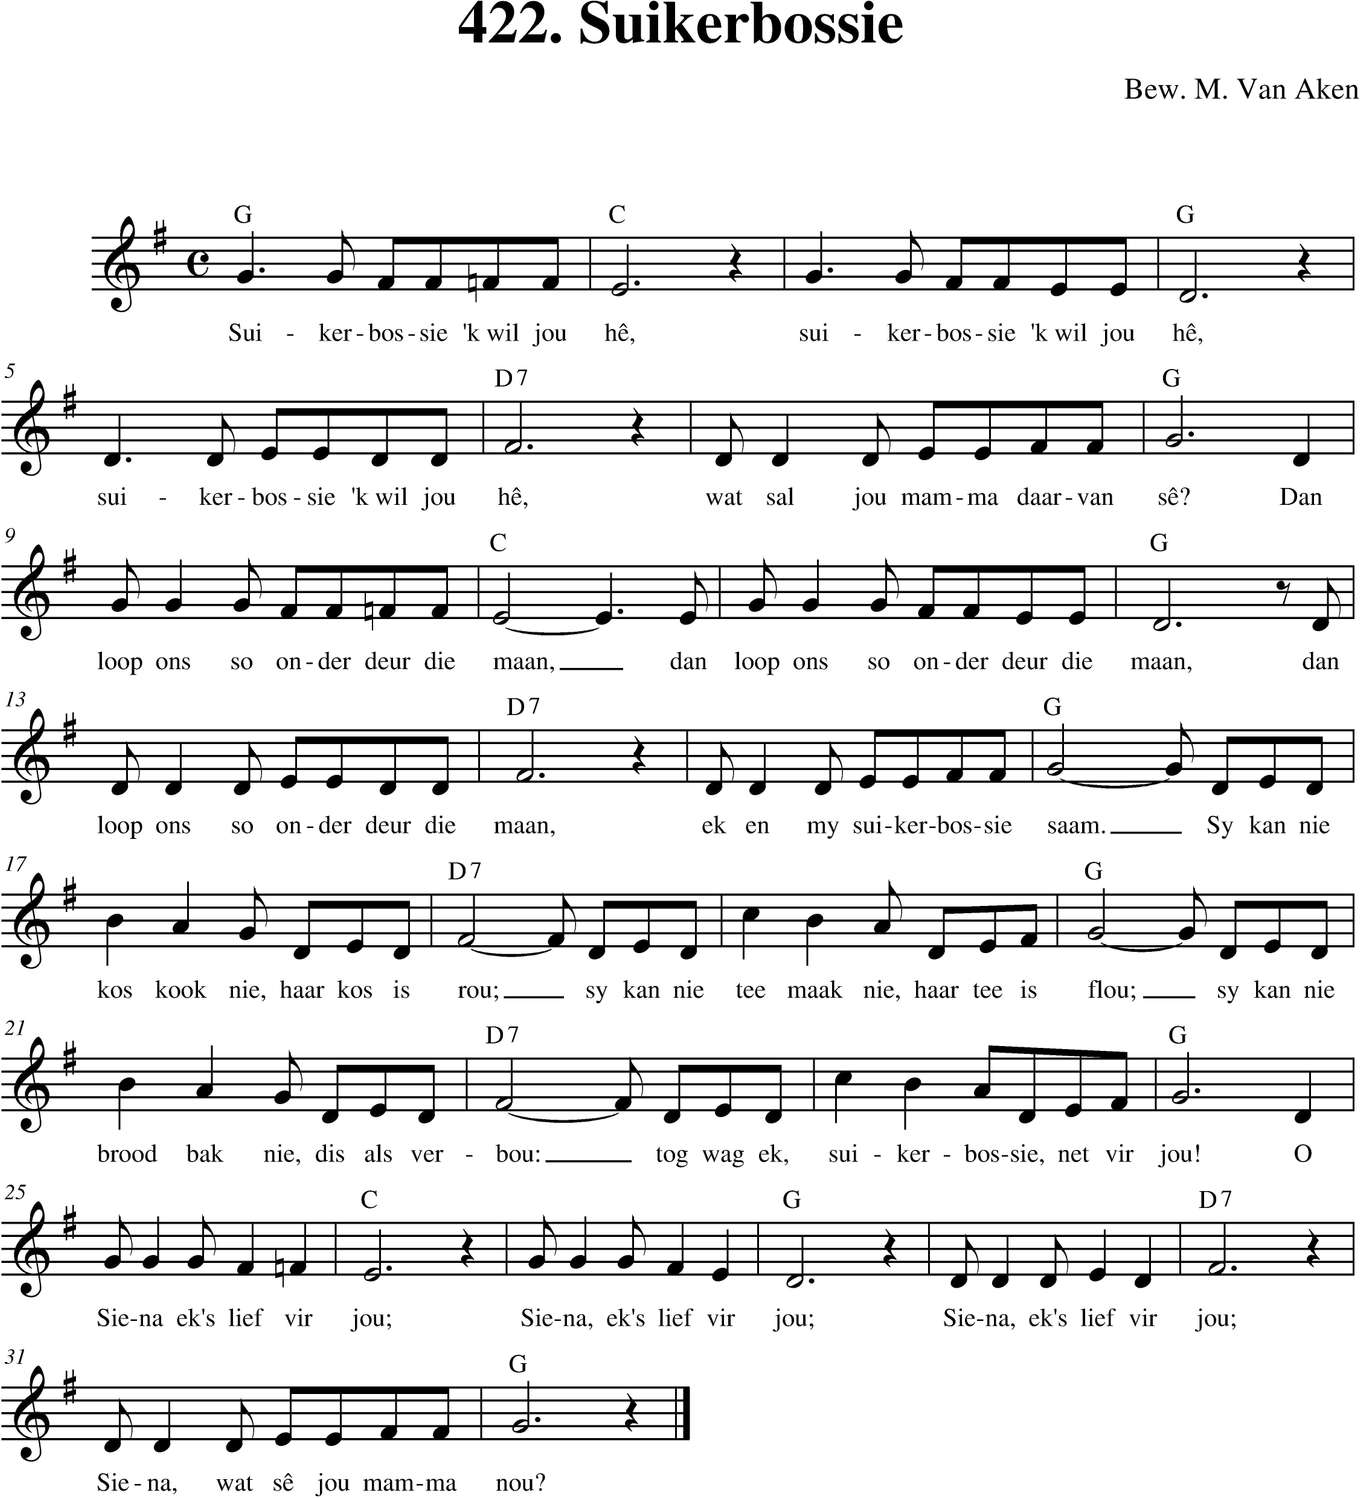 422. Suikerbossie
Bew. M. Van Aken
G C G
Sui - ker - bos - sie 'k wil jou hê, sui - ker - bos - sie 'k wil jou hê,
5 D7 G
sui - ker - bos - sie 'k wil jou hê, wat sal jou mam - ma daar - van sê? Dan
9 C G
loop ons so on - der deur die maan, dan loop ons so on - der deur die maan, dan
13 D7 G
loop ons so on - der deur die maan, ek en my sui - ker - bos - sie saam. Sy kan nie
17 D7 G
kos kook nie, haar kos is rou; sy kan nie tee maak nie, haar tee is flou; sy kan nie
21 D7 G
brood bak nie, dis als ver - bou: tog wag ek, sui - ker - bos - sie, net vir jou! O
25 C G D7
Sie - na ek's lief vir jou; Sie - na, ek's lief vir jou; Sie - na, ek's lief vir jou;
31 G
Sie - na, wat sê jou mam - ma nou?